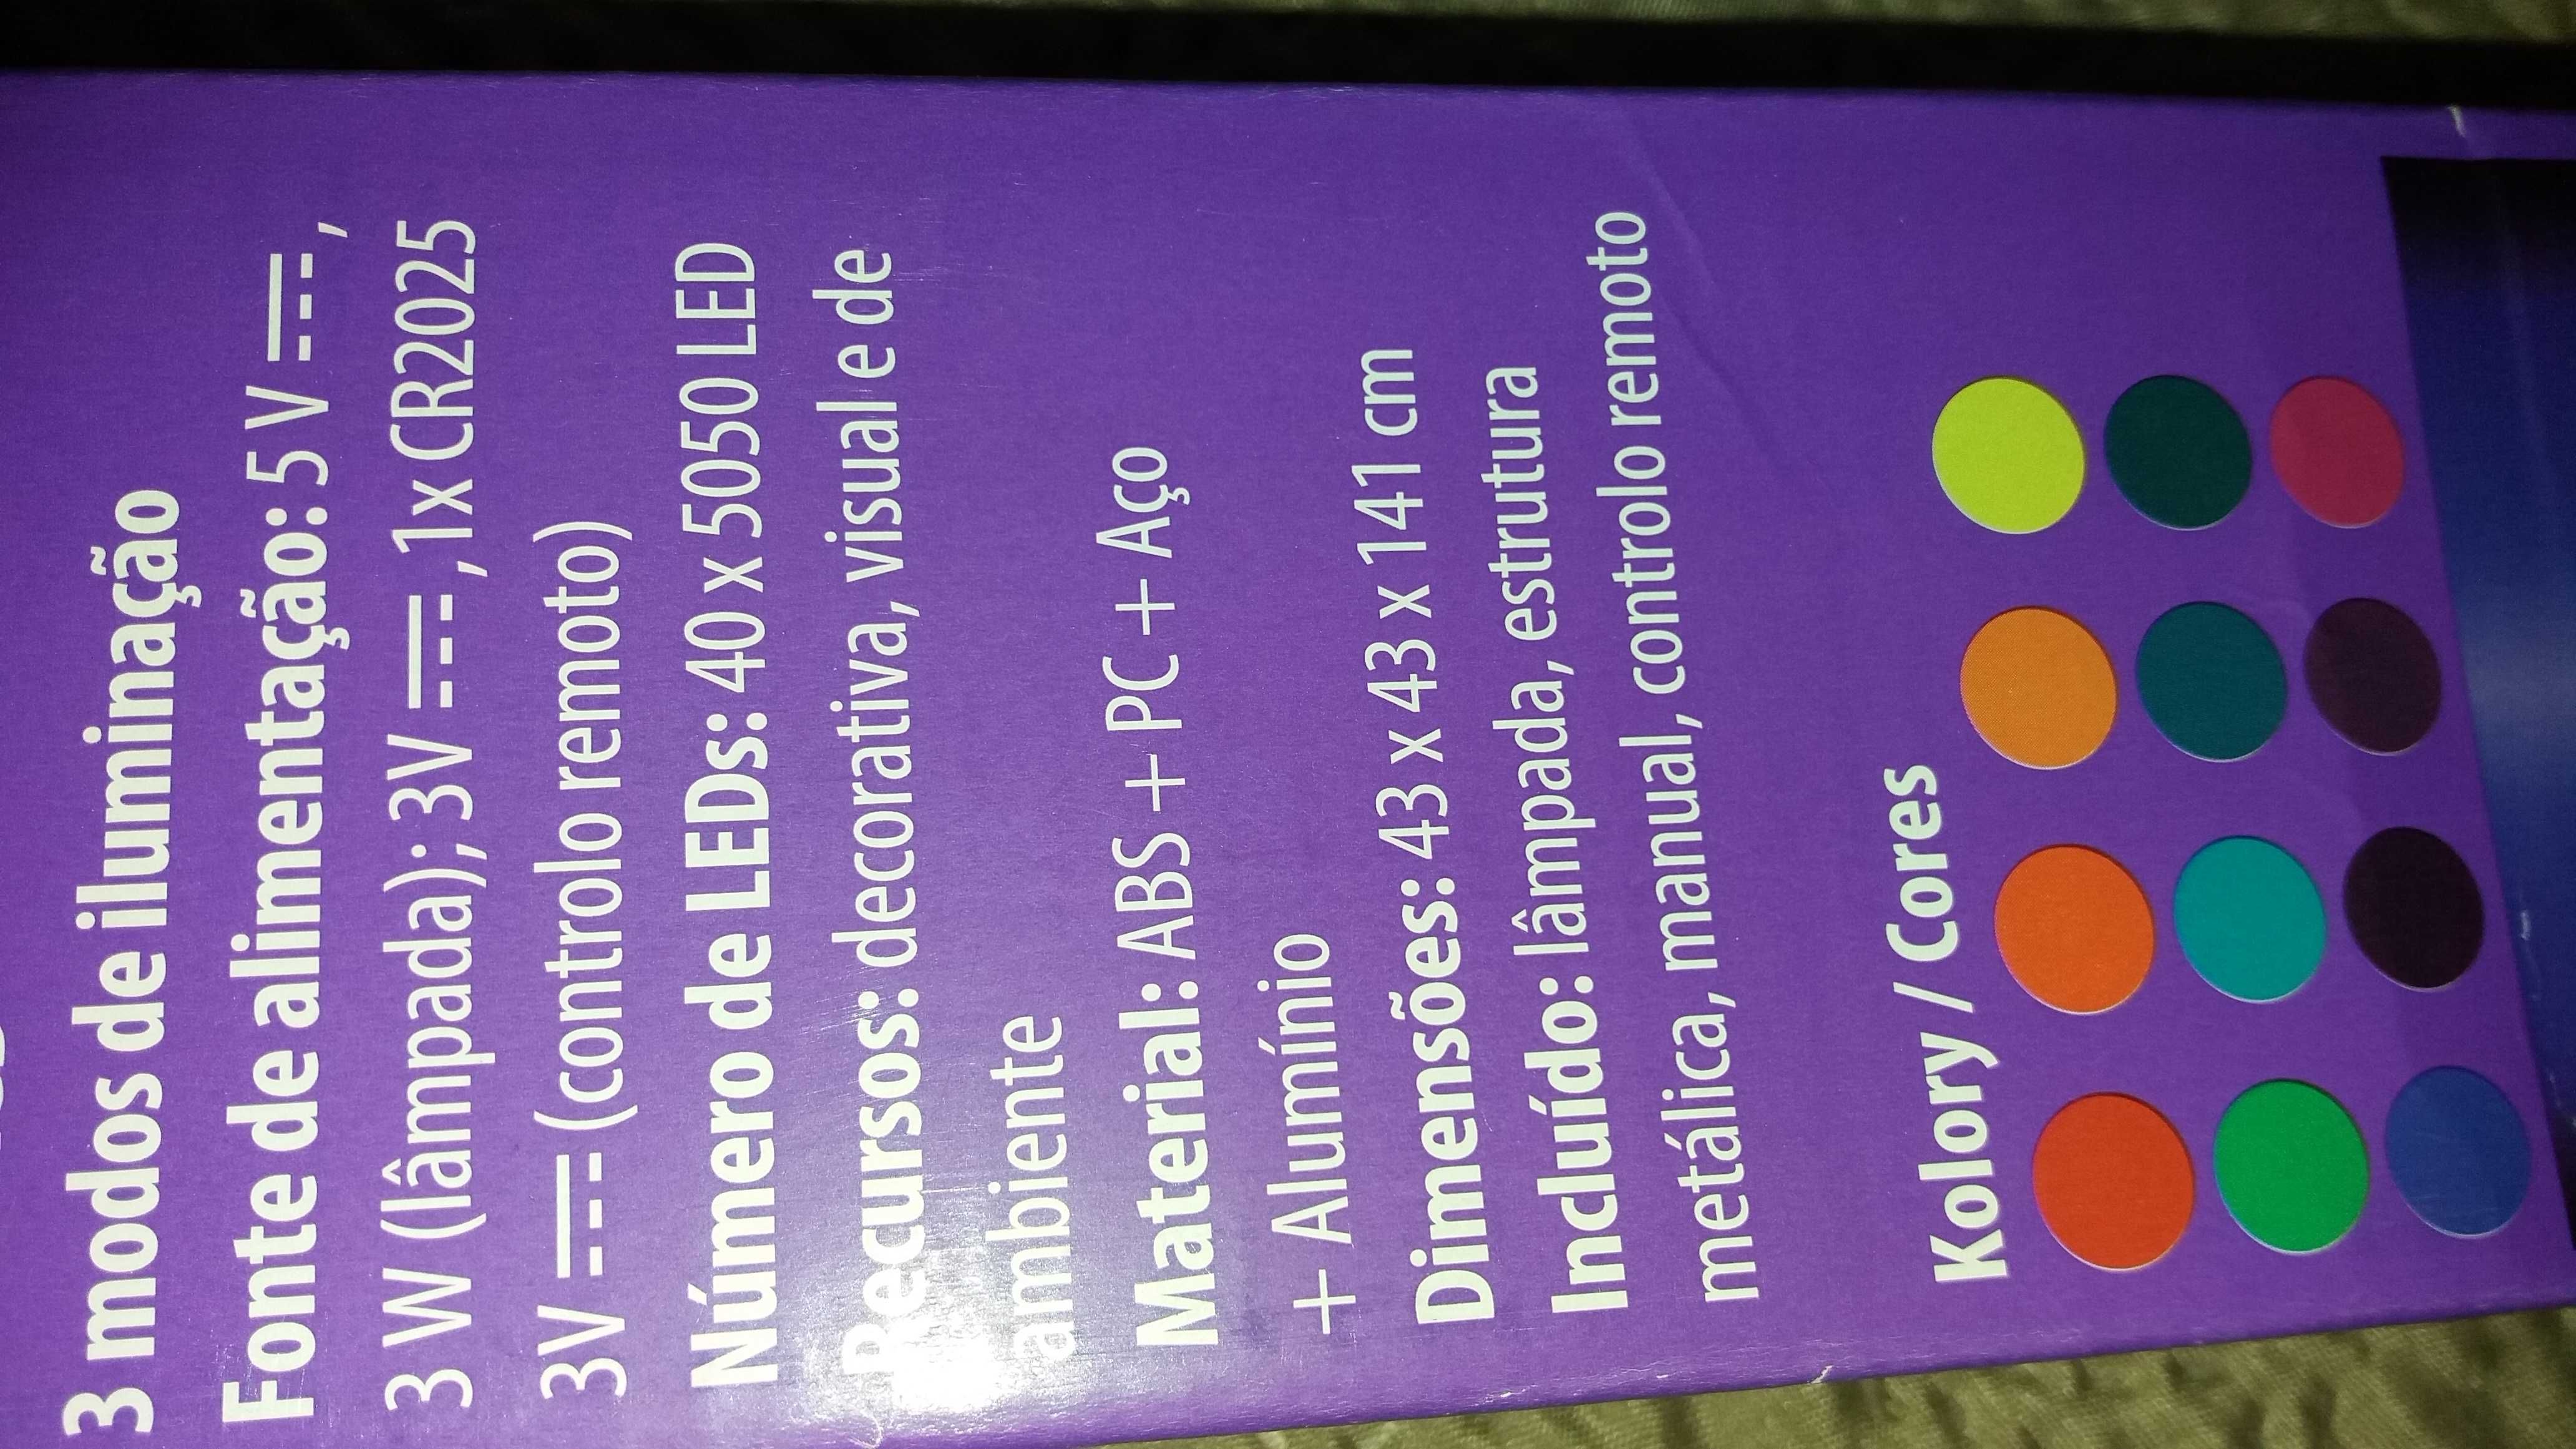 3 modos de iluminação
Fonte de alimentação: 5 V ⎓,
3 W (lâmpada); 3V ⎓, 1x CR2025
3V ⎓ (controlo remoto)
Número de LEDs: 40 x 5050 LED
Recursos: decorativa, visual e de
ambiente
Material: ABS + PC + Aço
+ Alumínio
Dimensões: 43 x 43 x 141 cm
Incluído: lâmpada, estrutura
metálica, manual, controlo remoto
Kolory / Cores